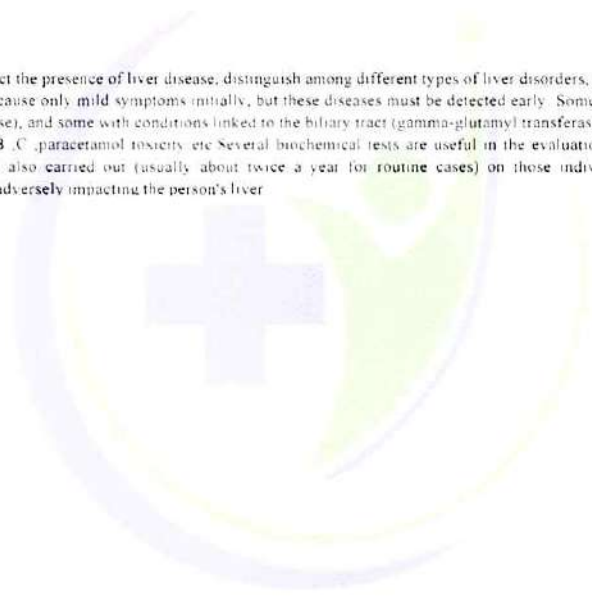 ct the presence of liver disease, distinguish among different types of liver disorders,
cause only mild symptoms initially, but these diseases must be detected early. Some
se), and some with conditions linked to the biliary tract (gamma-glutamyl transferas
B ,C ,paracetamol toxicity etc Several biochemical tests are useful in the evaluatio
also carried out (usually about twice a year for routine cases) on those indiv
adversely impacting the person's liver